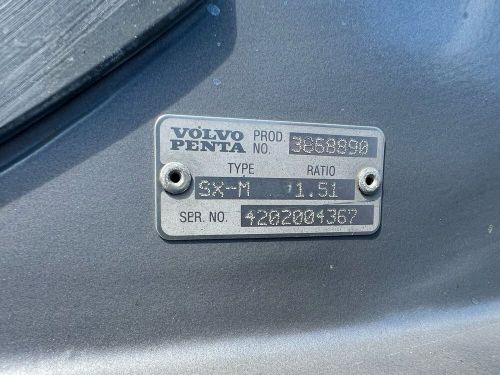 VOLVO PENTA PROD. NO. 3868890
TYPE RATIO
SX-M 1.51
SER. NO. 4202004367